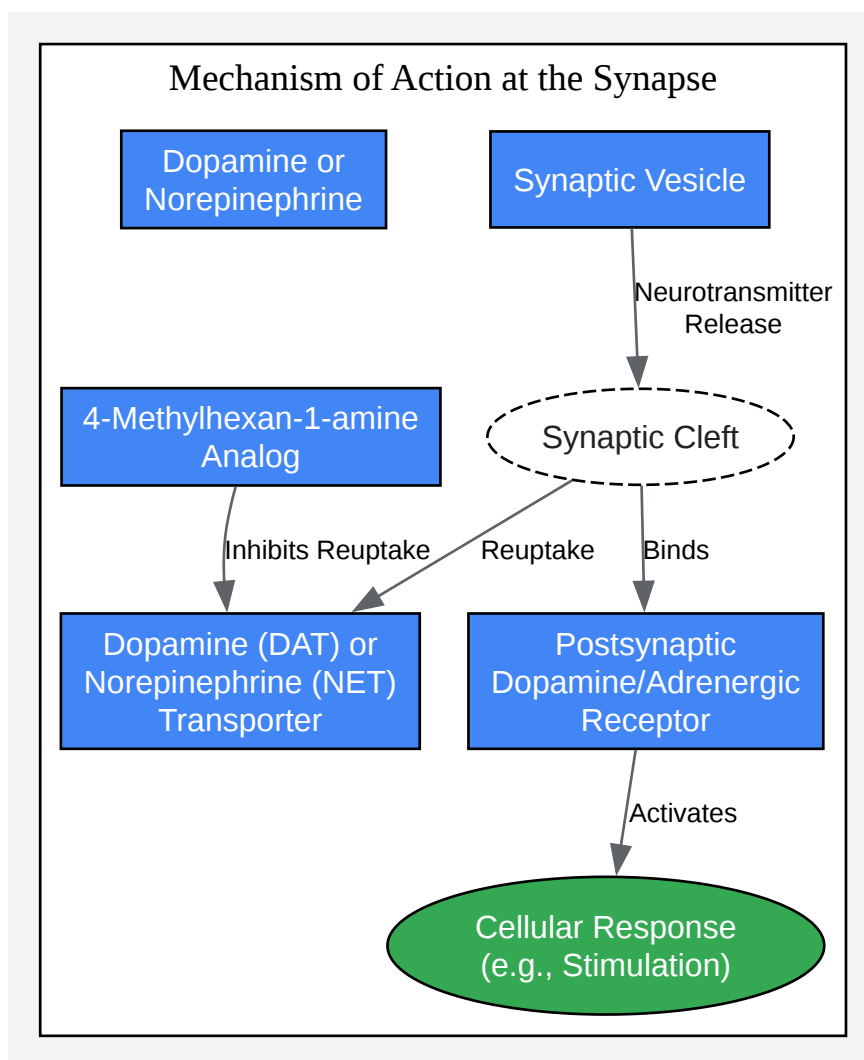 Mechanism of Action at the Synapse
Dopamine or
Norepinephrine
Synaptic Vesicle
Neurotransmitter
Release
4-Methylhexan-1-amine
Analog
Synaptic Cleft
Inhibits Reuptake
Reuptake
Binds
Dopamine (DAT) or
Norepinephrine (NET)
Transporter
Postsynaptic
Dopamine/Adrenergic
Receptor
Activates
Cellular Response
(e.g., Stimulation)